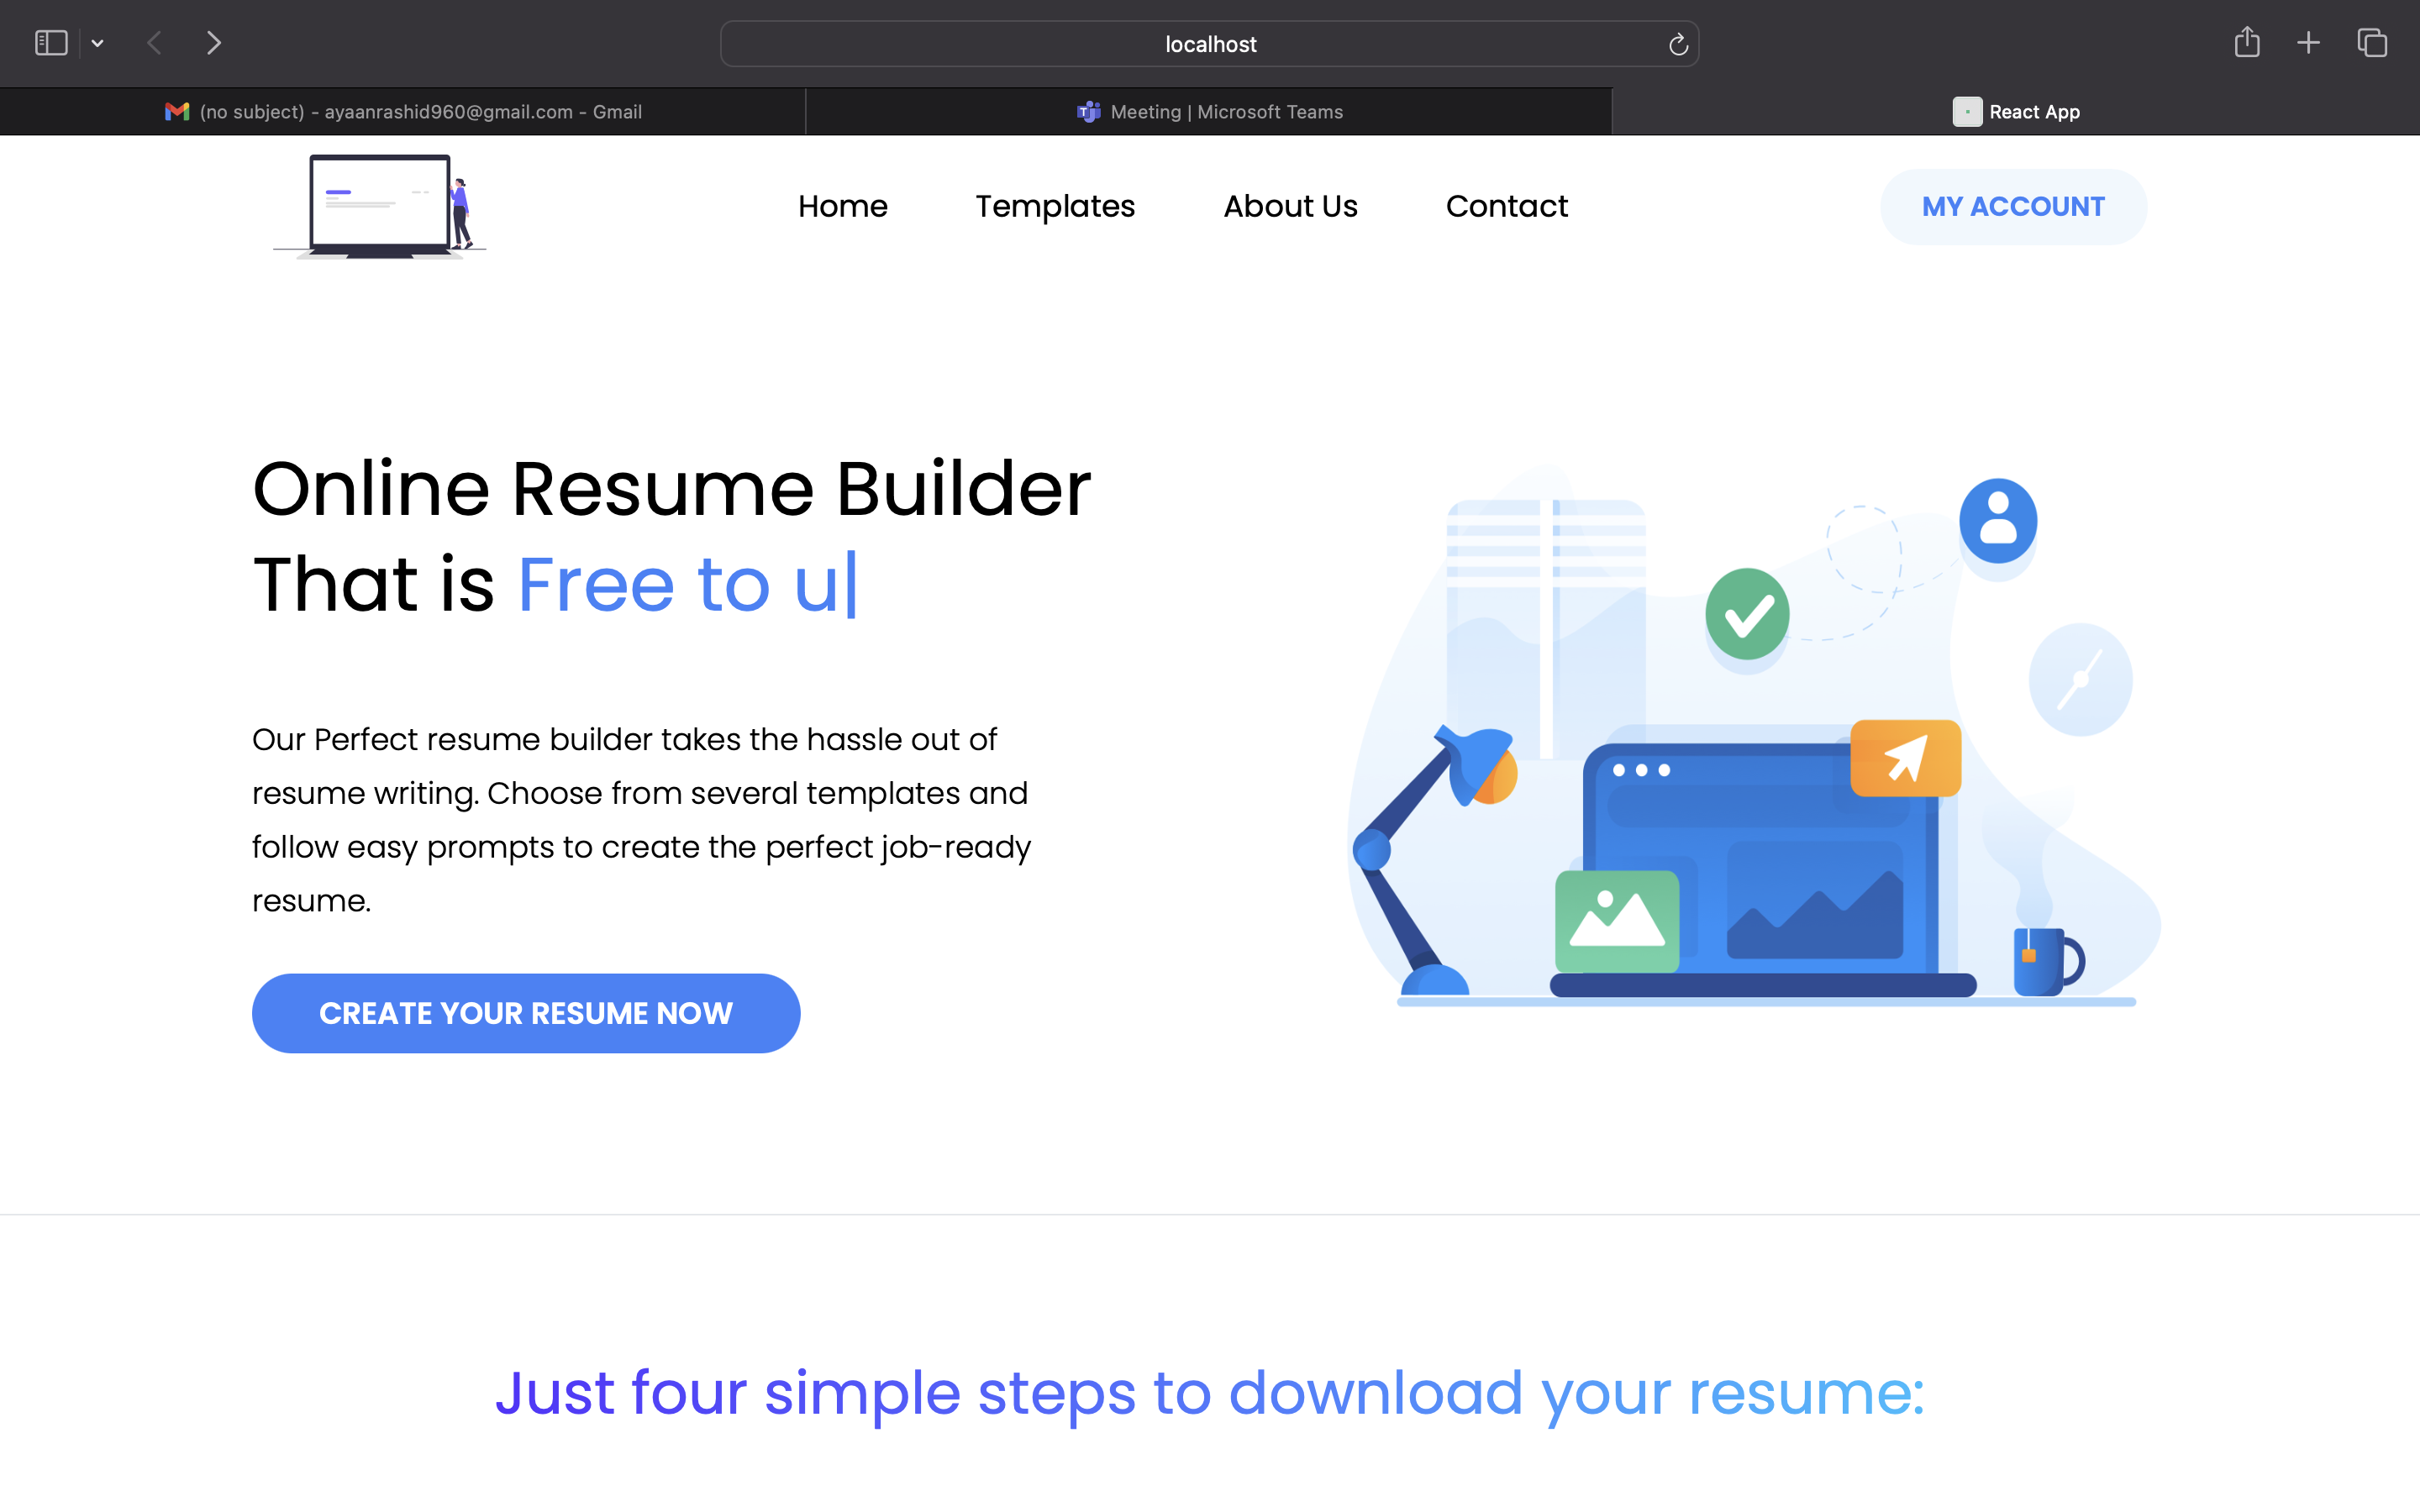 localhost
(no subject) - ayaanrashid960@gmail.com - Gmail
Meeting | Microsoft Teams
React App
Home
Templates
About Us
Contact
MY ACCOUNT
Online Resume Builder
That is Free to u|
Our Perfect resume builder takes the hassle out of
resume writing. Choose from several templates and
follow easy prompts to create the perfect job-ready
resume.
CREATE YOUR RESUME NOW
Just four simple steps to download your resume: